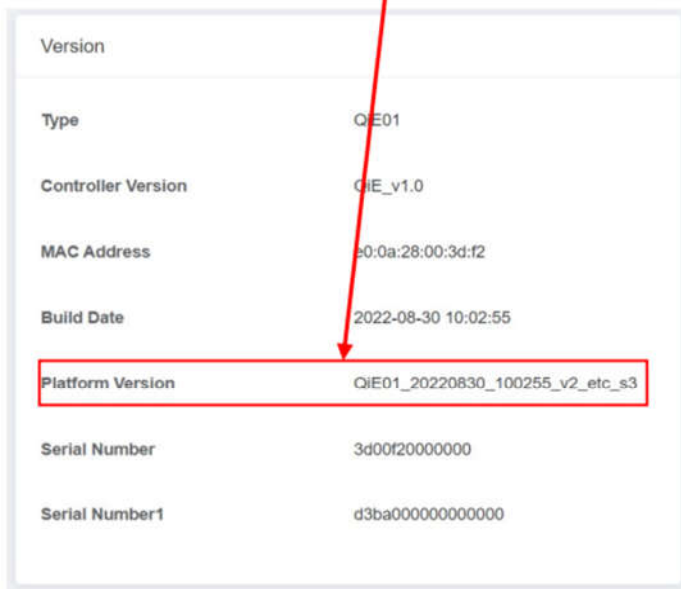 Version
Type QiE01
Controller Version QiE_v1.0
MAC Address e0:0a:28:00:3d:f2
Build Date 2022-08-30 10:02:55
Platform Version QiE01_20220830_100255_v2_etc_s3
Serial Number 3d00f20000000
Serial Number1 d3ba000000000000